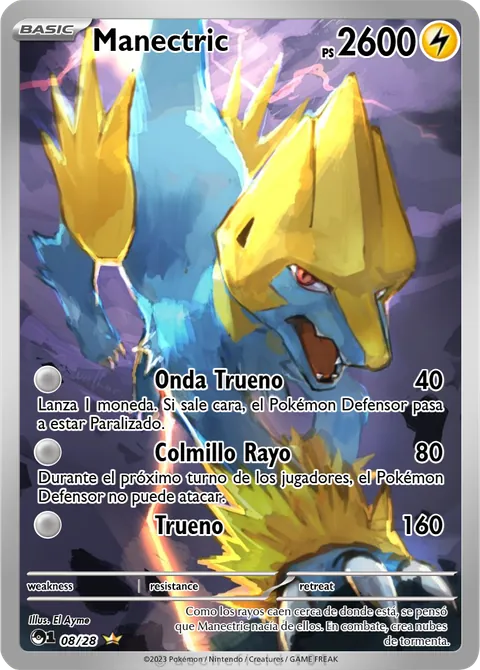 BASIC
Manectric
PS 2600
Onda Trueno 40
Lanza 1 moneda. Si sale cara, el Pokémon Defensor pasa
a estar Paralizado.
Colmillo Rayo 80
Durante el próximo turno de los jugadores, el Pokémon
Defensor no puede atacar.
Trueno 160
weakness resistance retreat
Illus. El Ayme
08/28
Como los rayos caen cerca de donde está, se pensó
que Manectric nacía de ellos. En combate, crea nubes
de tormenta.
©2023 Pokémon / Nintendo / Creatures / GAME FREAK